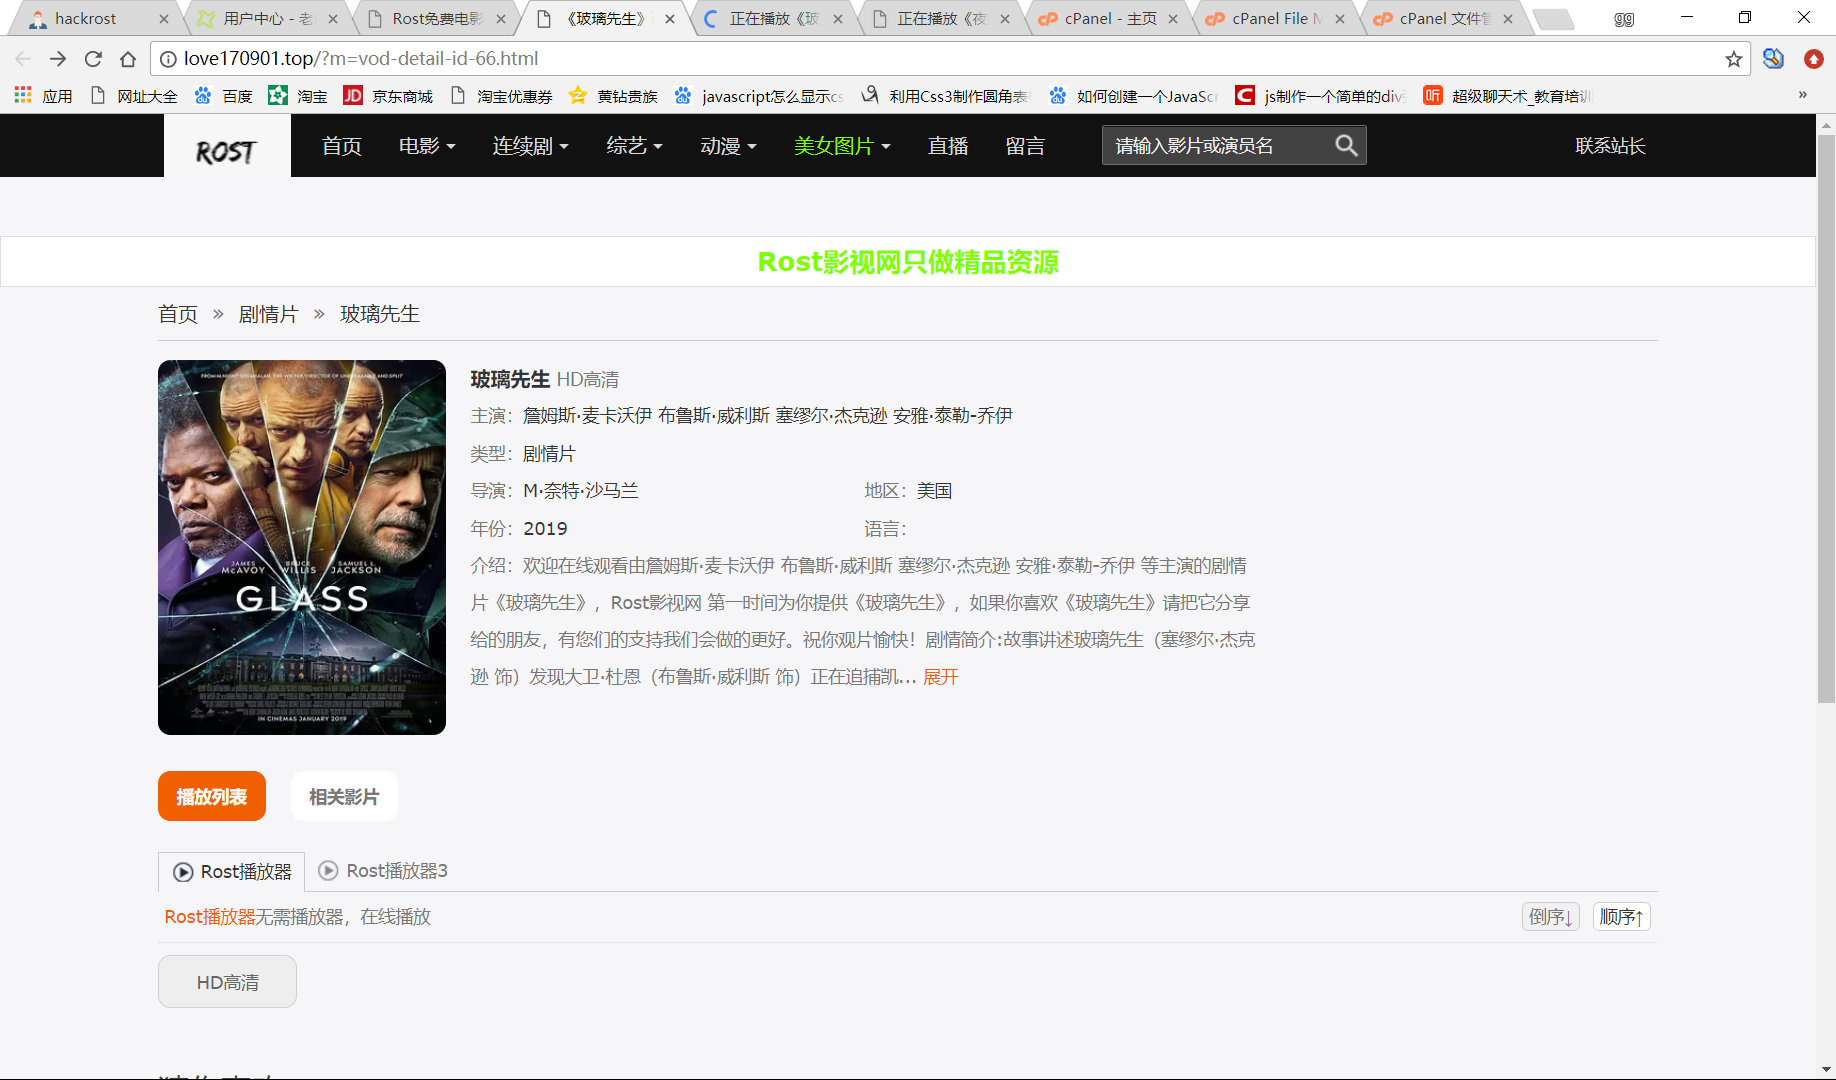 hackrost
用户中心 - 老
Rost免费电影
《玻璃先生》
正在播放《玻
正在播放《夜
cPanel - 主页
cPanel File M
cPanel 文件管
gg
love170901.top/?m=vod-detail-id-66.html
应用 网址大全 百度 淘宝 JD 京东商城 淘宝优惠券 黄钻贵族 javascript怎么显示cs 利用Css3制作圆角表 如何创建一个JavaScr js制作一个简单的div 听 超级聊天术_教育培训 »
ROST 首页 电影 连续剧 综艺 动漫 美女图片 直播 留言 请输入影片或演员名 联系站长
Rost影视网只做精品资源
首页 » 剧情片 » 玻璃先生
FROM M. NIGHT SHYAMALAN, THE WRITER/DIRECTOR OF UNBREAKABLE AND SPLIT
JAMES McAVOY BRUCE WILLIS SAMUEL L. JACKSON
GLASS
IN CINEMAS JANUARY 2019
玻璃先生 HD高清
主演：詹姆斯·麦卡沃伊 布鲁斯·威利斯 塞缪尔·杰克逊 安雅·泰勒-乔伊
类型：剧情片
导演：M·奈特·沙马兰 地区：美国
年份：2019 语言：
介绍：欢迎在线观看由詹姆斯·麦卡沃伊 布鲁斯·威利斯 塞缪尔·杰克逊 安雅·泰勒-乔伊 等主演的剧情
片《玻璃先生》，Rost影视网 第一时间为你提供《玻璃先生》，如果你喜欢《玻璃先生》请把它分享
给的朋友，有您们的支持我们会做的更好。祝你观片愉快！剧情简介:故事讲述玻璃先生（塞缪尔·杰克
逊 饰）发现大卫·杜恩（布鲁斯·威利斯 饰）正在追捕凯... 展开
播放列表 相关影片
Rost播放器 Rost播放器3
Rost播放器无需播放器，在线播放 倒序↓ 顺序↑
HD高清